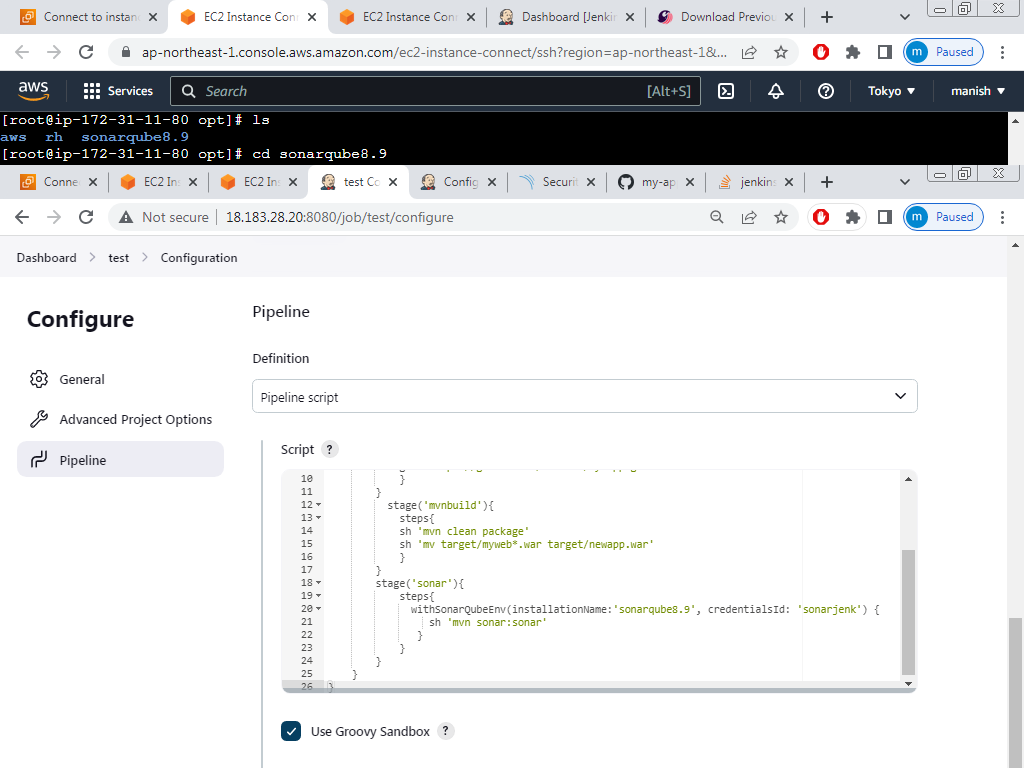 Connect to instan
EC2 Instance Conn
EC2 Instance Conn
Dashboard [Jenkin
Download Previou
ap-northeast-1.console.aws.amazon.com/ec2-instance-connect/ssh?region=ap-northeast-1&...
m Paused
aws
Services
Search
[Alt+S]
Tokyo
manish
[root@ip-172-31-11-80 opt]# ls
aws rh sonarqube8.9
[root@ip-172-31-11-80 opt]# cd sonarqube8.9
Connec
EC2 Ins
EC2 Ins
test Co
Config
Securit
my-ap
jenkins
Not secure
18.183.28.20:8080/job/test/configure
m Paused
Dashboard > test > Configuration
Configure
General
Advanced Project Options
Pipeline
Pipeline
Definition
Pipeline script
Script ?
10 }
11 }
12 stage('mvnbuild'){
13 steps{
14 sh 'mvn clean package'
15 sh 'mv target/myweb*.war target/newapp.war'
16 }
17 }
18 stage('sonar'){
19 steps{
20 withSonarQubeEnv(installationName:'sonarqube8.9', credentialsId: 'sonarjenk') {
21 sh 'mvn sonar:sonar'
22 }
23 }
24 }
25 }
26 }
Use Groovy Sandbox ?